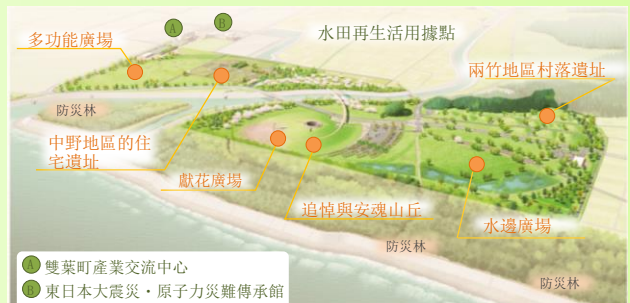 A
B
水田再生活用據點
多功能廣場
兩竹地區村落遺址
防災林
中野地區的住
宅遺址
獻花廣場
追悼與安魂山丘
水邊廣場
防災林
防災林
A 雙葉町產業交流中心
B 東日本大震災・原子力災難傳承館